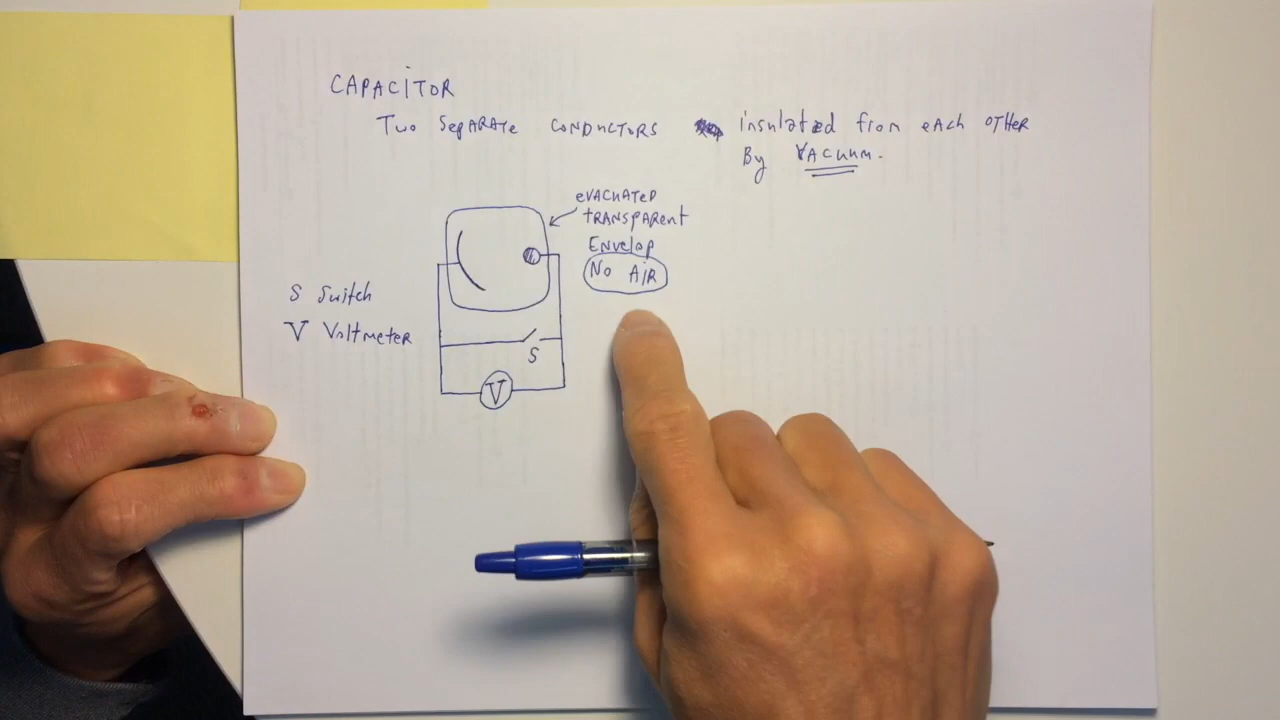 CAPACiTOR
Two SepARATe CONDUCTORS insulated from eAch OTHeR
By VACUUM.
eVACUATeD
tRANSpARent
ENvelop
No AiR
S Switch
V Voltmeter
S
V